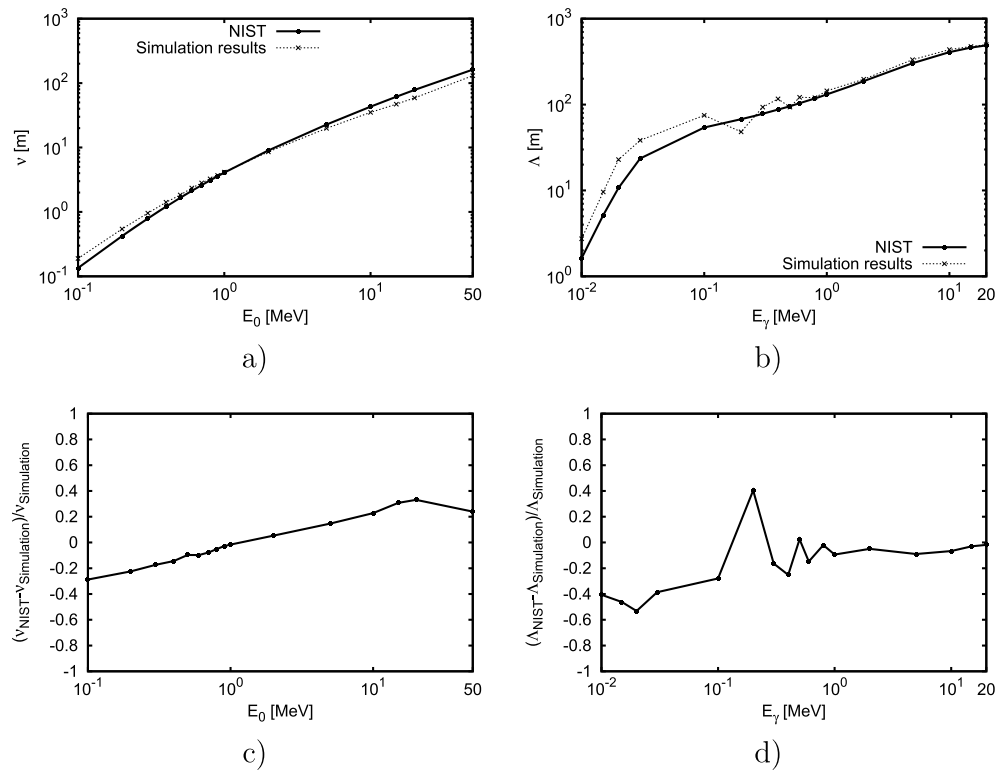 10^3
10^2
10^1
10^0
10^-1
ν [m]
NIST
Simulation results
10^-1 10^0 10^1 50
E_0 [MeV]
a)
10^3
10^2
10^1
10^0
Λ [m]
NIST
Simulation results
10^-2 10^-1 10^0 10^1 20
E_γ [MeV]
b)
1
0.8
0.6
0.4
0.2
0
-0.2
-0.4
-0.6
-0.8
-1
(ν_NIST-ν_Simulation)/ν_Simulation
10^-1 10^0 10^1 50
E_0 [MeV]
c)
1
0.8
0.6
0.4
0.2
0
-0.2
-0.4
-0.6
-0.8
-1
(Λ_NIST-Λ_Simulation)/Λ_Simulation
10^-2 10^-1 10^0 10^1 20
E_γ [MeV]
d)